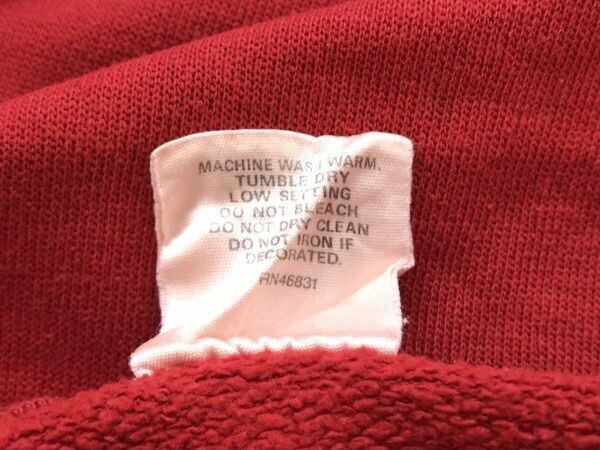 MACHINE WASH WARM.
TUMBLE DRY
LOW SETTING
DO NOT BLEACH
DO NOT DRY CLEAN
DO NOT IRON IF
DECORATED.
RN46831